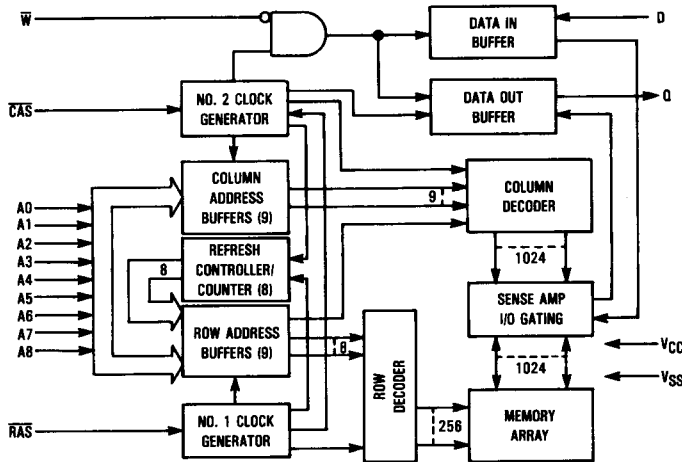 W̅
DATA IN
BUFFER
D
C̅A̅S̅
NO. 2 CLOCK
GENERATOR
DATA OUT
BUFFER
Q
COLUMN
ADDRESS
BUFFERS (9)
9
COLUMN
DECODER
A0
A1
A2
A3
A4
A5
A6
A7
A8
8
REFRESH
CONTROLLER/
COUNTER (8)
1024
SENSE AMP
I/O GATING
ROW ADDRESS
BUFFERS (9)
8
ROW
DECODER
1024
VCC
VSS
R̅A̅S̅
NO. 1 CLOCK
GENERATOR
256
MEMORY
ARRAY